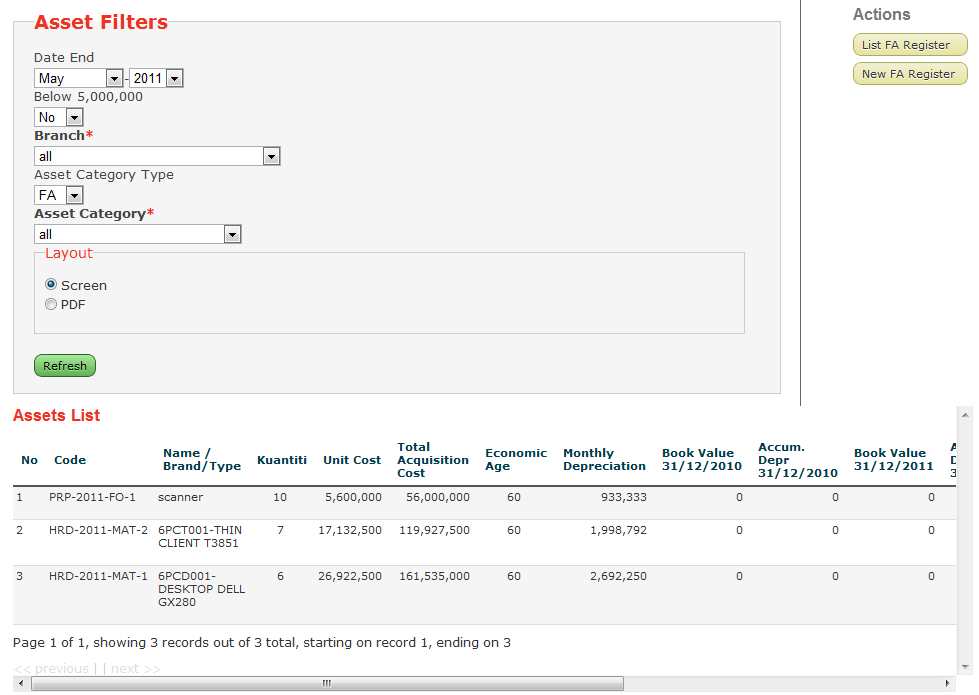 Asset Filters
Date End
May - 2011
Below 5,000,000
No
Branch*
all
Asset Category Type
FA
Asset Category*
all
Layout
Screen
PDF
Refresh
Actions
List FA Register
New FA Register
Assets List
No Code Name / Brand/Type Kuantiti Unit Cost Total Acquisition Cost Economic Age Monthly Depreciation Book Value 31/12/2010 Accum. Depr 31/12/2010 Book Value 31/12/2011
1 PRP-2011-FO-1 scanner 10 5,600,000 56,000,000 60 933,333 0 0 0
2 HRD-2011-MAT-2 6PCT001-THIN CLIENT T3851 7 17,132,500 119,927,500 60 1,998,792 0 0 0
3 HRD-2011-MAT-1 6PCD001-DESKTOP DELL GX280 6 26,922,500 161,535,000 60 2,692,250 0 0 0
Page 1 of 1, showing 3 records out of 3 total, starting on record 1, ending on 3
<< previous | | next >>